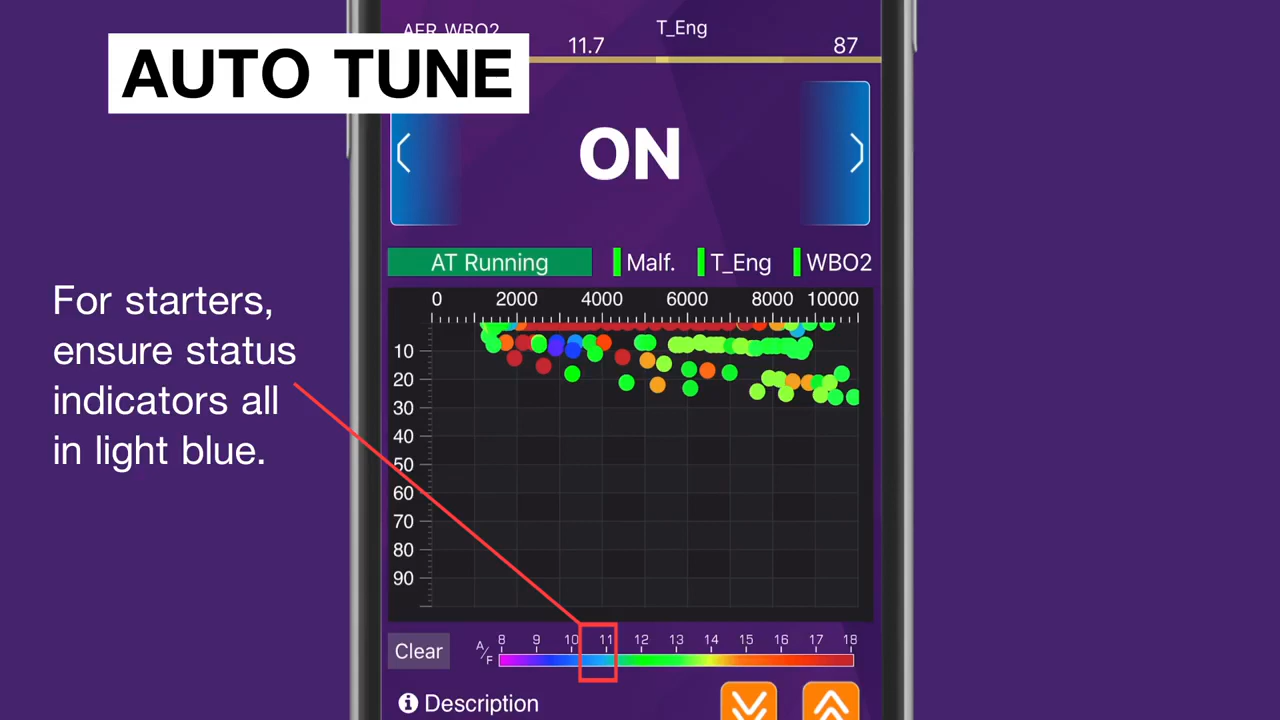 AFR_WBO2
T_Eng
11.7
87
AUTO TUNE
ON
AT Running
Malf.
T_Eng
WBO2
For starters,
ensure status
indicators all
in light blue.
0 2000 4000 6000 8000 10000
10
20
30
40
50
60
70
80
90
Clear
A/F
8 9 10 11 12 13 14 15 16 17 18
Description